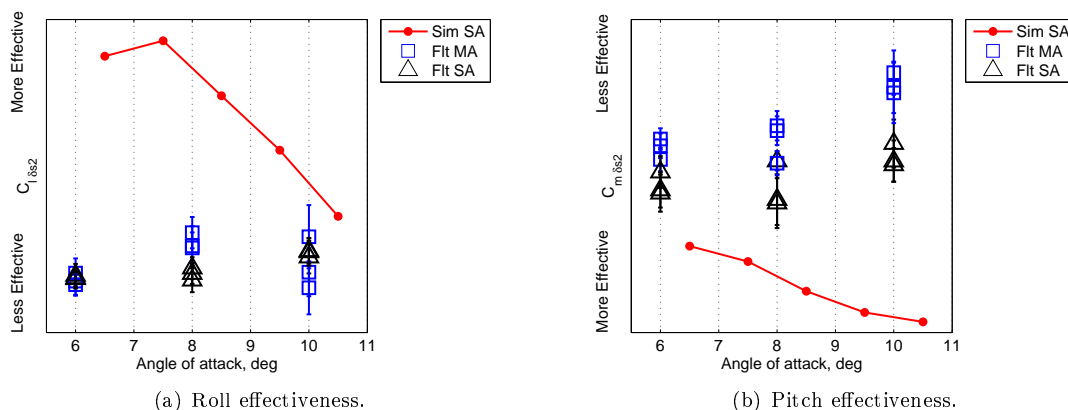 More Effective
C_l δs2
Less Effective
6 7 8 9 10 11
Angle of attack, deg
Sim SA
Flt MA
Flt SA
(a) Roll effectiveness.
Less Effective
C_m δs2
More Effective
6 7 8 9 10 11
Angle of attack, deg
Sim SA
Flt MA
Flt SA
(b) Pitch effectiveness.